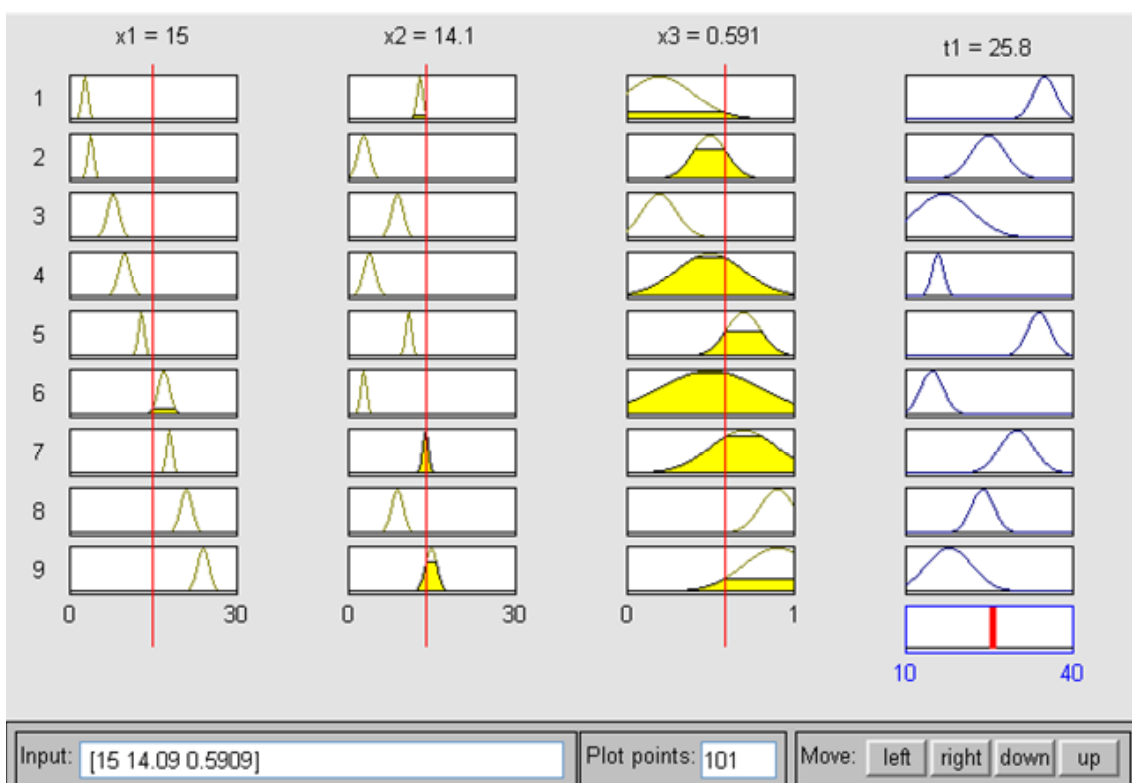 x1 = 15
x2 = 14.1
x3 = 0.591
t1 = 25.8
1
2
3
4
5
6
7
8
9
0 30
0 30
0 1
10 40
Input: [15 14.09 0.5909]
Plot points: 101
Move: left right down up